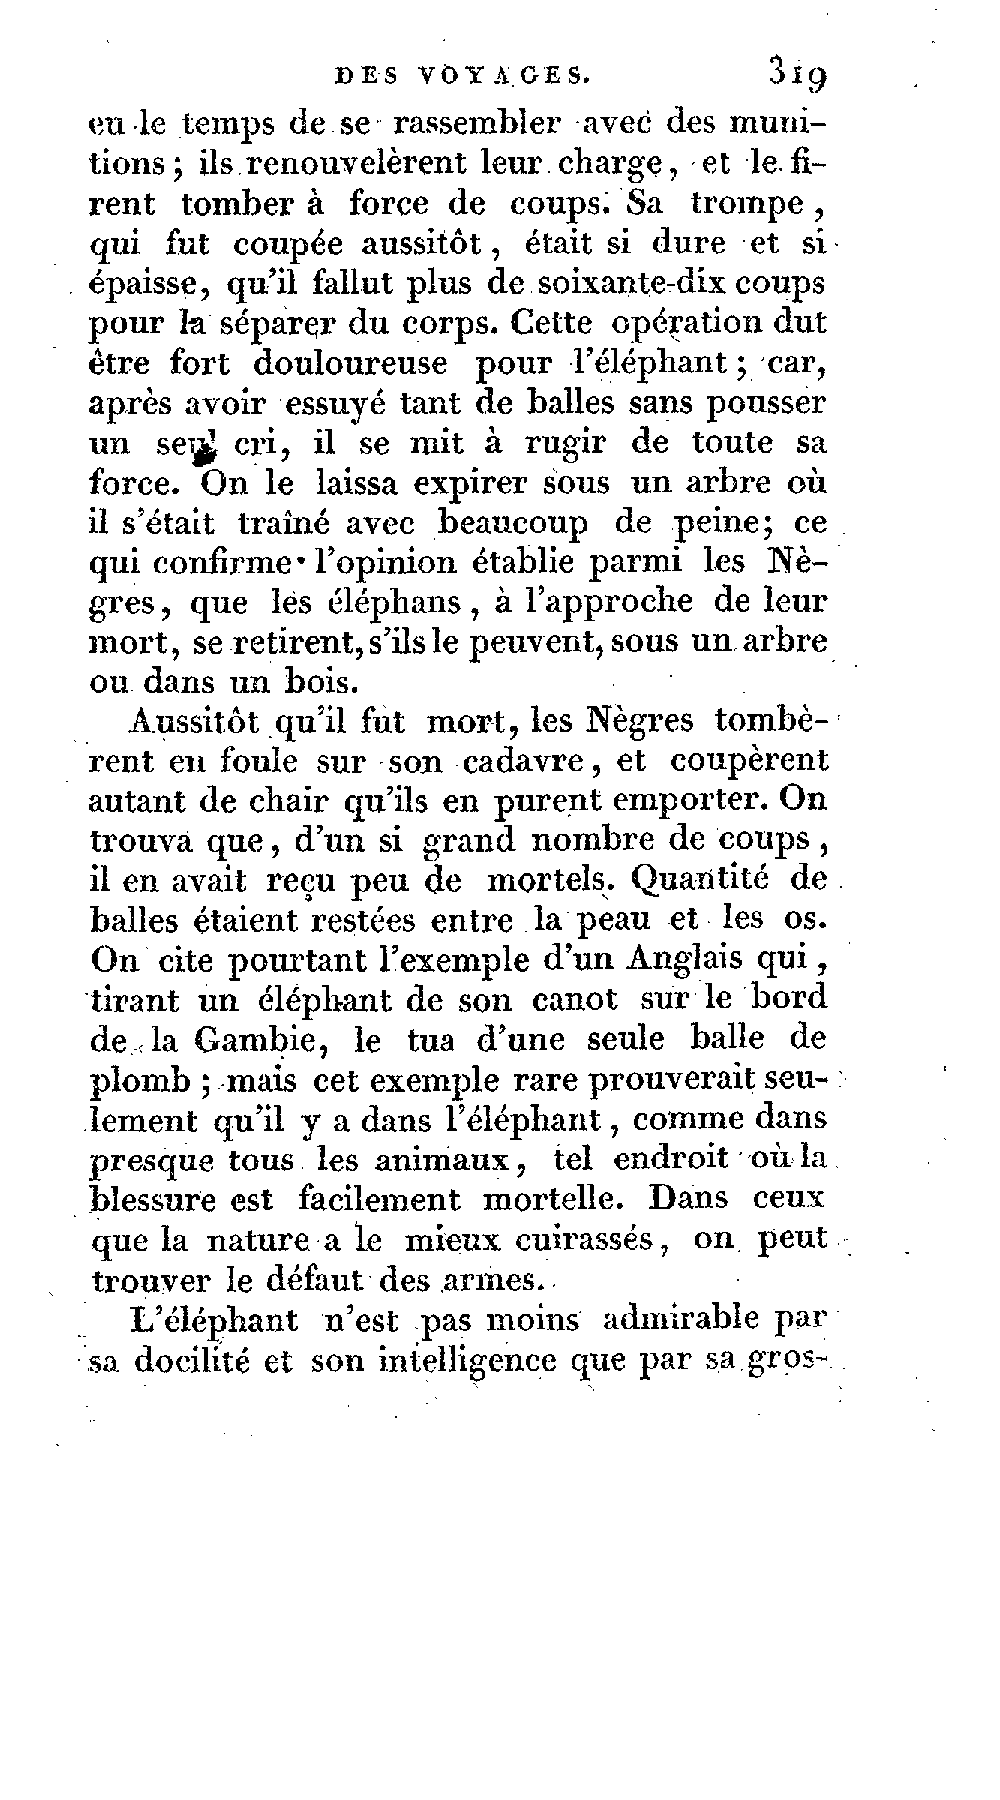 DES VOYAGES. 319
eu le temps de se rassembler avec des muni-
tions ; ils renouvelèrent leur charge, et le fi-
rent tomber à force de coups. Sa trompe ,
qui fut coupée aussitôt , était si dure et si
épaisse, qu'il fallut plus de soixante-dix coups
pour la séparer du corps. Cette opération dut
être fort douloureuse pour l'éléphant ; car,
après avoir essuyé tant de balles sans pousser
un seul cri, il se mit à rugir de toute sa
force. On le laissa expirer sous un arbre où
il s'était traîné avec beaucoup de peine; ce
qui confirme l'opinion établie parmi les Nè-
gres, que les éléphans , à l'approche de leur
mort, se retirent, s'ils le peuvent, sous un arbre
ou dans un bois.
Aussitôt qu'il fut mort, les Nègres tombè-
rent en foule sur son cadavre, et coupèrent
autant de chair qu'ils en purent emporter. On
trouva que, d'un si grand nombre de coups ,
il en avait reçu peu de mortels. Quantité de
balles étaient restées entre la peau et les os.
On cite pourtant l'exemple d'un Anglais qui ,
tirant un éléphant de son canot sur le bord
de la Gambie, le tua d'une seule balle de
plomb ; mais cet exemple rare prouverait seu-
lement qu'il y a dans l'éléphant , comme dans
presque tous les animaux, tel endroit où la
blessure est facilement mortelle. Dans ceux
que la nature a le mieux cuirassés, on peut
trouver le défaut des armes.
L'éléphant n'est pas moins admirable par
sa docilité et son intelligence que par sa gros-